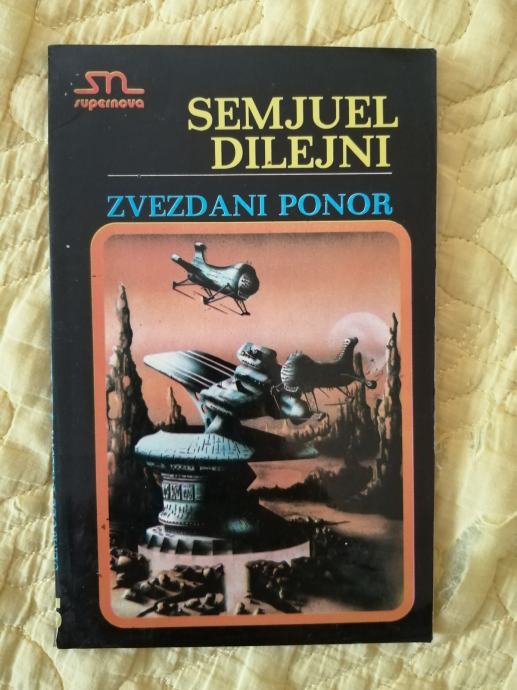 SN
supernova
SEMJUEL
DILEJNI
ZVEZDANI PONOR